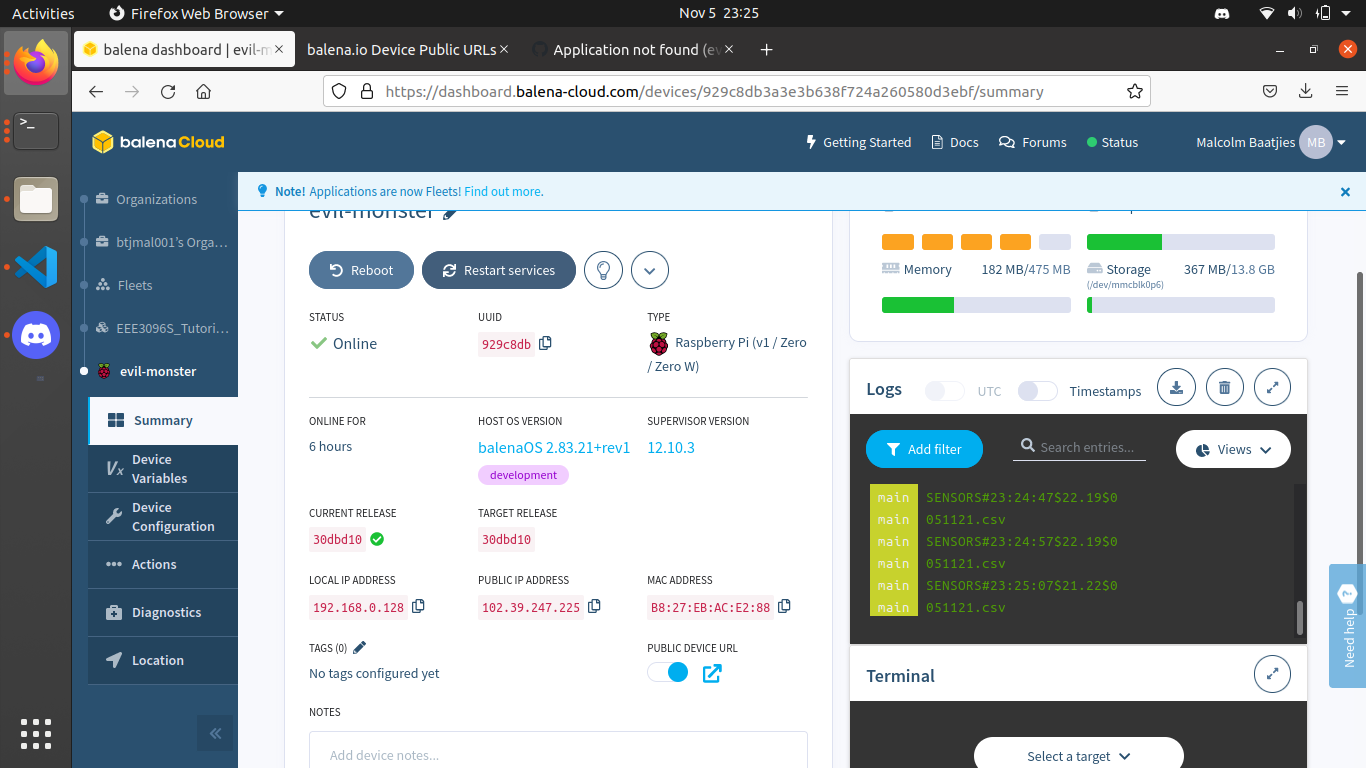 Activities
Firefox Web Browser
Nov 5 23:25
balena dashboard | evil-m
balena.io Device Public URLs
Application not found (ev
https://dashboard.balena-cloud.com/devices/929c8db3a3e3b638f724a260580d3ebf/summary
balenaCloud
Getting Started
Docs
Forums
Status
Malcolm Baatjies
MB
Note! Applications are now Fleets! Find out more.
Organizations
btjmal001's Orga...
Fleets
EEE3096S_Tutori...
evil-monster
Summary
Device
Variables
Device
Configuration
Actions
Diagnostics
Location
evil-monster
Reboot
Restart services
STATUS
Online
UUID
929c8db
TYPE
Raspberry Pi (v1 / Zero
/ Zero W)
ONLINE FOR
6 hours
HOST OS VERSION
balenaOS 2.83.21+rev1
development
SUPERVISOR VERSION
12.10.3
CURRENT RELEASE
30dbd10
TARGET RELEASE
30dbd10
LOCAL IP ADDRESS
192.168.0.128
PUBLIC IP ADDRESS
102.39.247.225
MAC ADDRESS
B8:27:EB:AC:E2:88
TAGS (0)
No tags configured yet
PUBLIC DEVICE URL
NOTES
Add device notes...
Memory
182 MB/475 MB
Storage
(/dev/mmcblk0p6)
367 MB/13.8 GB
Logs
UTC
Timestamps
Add filter
Search entries...
Views
main SENSORS#23:24:47$22.19$0
main 051121.csv
main SENSORS#23:24:57$22.19$0
main 051121.csv
main SENSORS#23:25:07$21.22$0
main 051121.csv
Terminal
Select a target
Need help